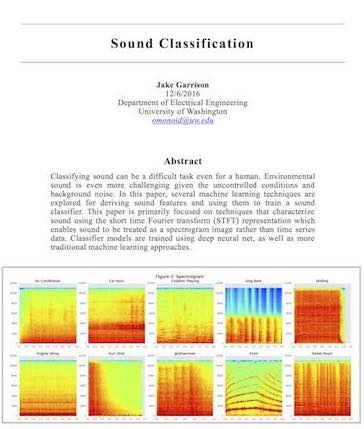 Sound Classification
Jake Garrison
12/6/2016
Department of Electrical Engineering
University of Washington
omonoid@uw.edu
Abstract
Classifying sound can be a difficult task even for a human. Environmental
sound is even more challenging given the uncontrolled conditions and
background noise. In this paper, several machine learning techniques are
explored for deriving sound features and using them to train a sound
classifier. This paper is primarily focused on techniques that characterize
sound using the short time Fourier transform (STFT) representation which
enables sound to be treated as a spectrogram image rather than time series
data. Classifier models are trained using deep neural net, as well as more
traditional machine learning approaches.
Figure 2: Spectrogram
Air Conditioner Car Horn Children Playing Dog Bark Drilling
Engine Idling Gun Shot Jackhammer Siren Street Music